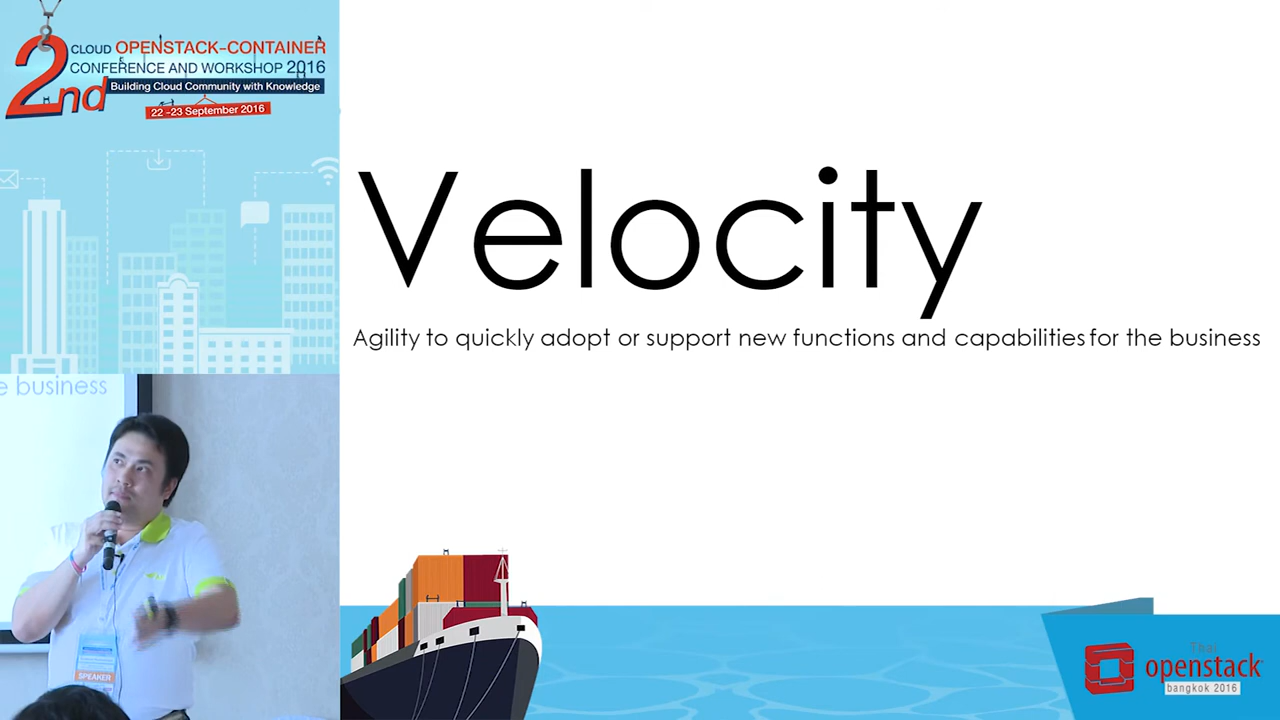 2nd
CLOUD OPENSTACK-CONTAINER
CONFERENCE AND WORKSHOP 2016
Building Cloud Community with Knowledge
22 -23 September 2016
Velocity
Agility to quickly adopt or support new functions and capabilities for the business
e business
SPEAKER
Thai
openstack
bangkok 2016